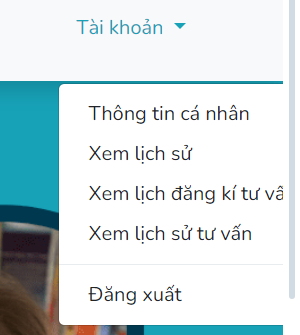 Tài khoản
Thông tin cá nhân
Xem lịch sử
Xem lịch đăng kí tư
Xem lịch sử tư vấn
Đăng xuất